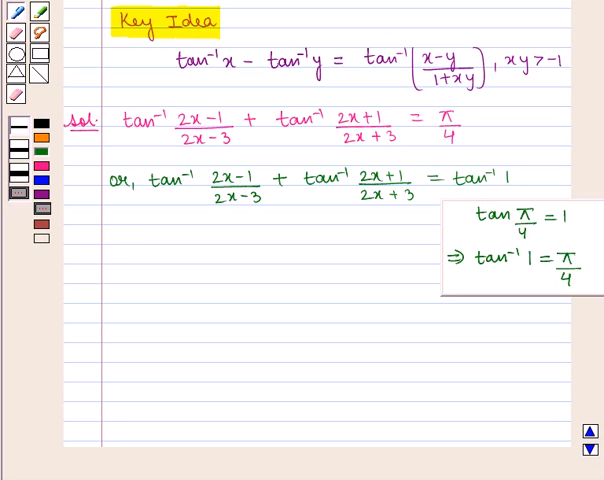 Key Idea
tan⁻¹x − tan⁻¹y = tan⁻¹((x−y)/(1+xy)), xy > −1
Sol. tan⁻¹ (2x−1)/(2x−3) + tan⁻¹ (2x+1)/(2x+3) = π/4
or, tan⁻¹ (2x−1)/(2x−3) + tan⁻¹ (2x+1)/(2x+3) = tan⁻¹ 1
tan π/4 = 1
⇒ tan⁻¹ 1 = π/4